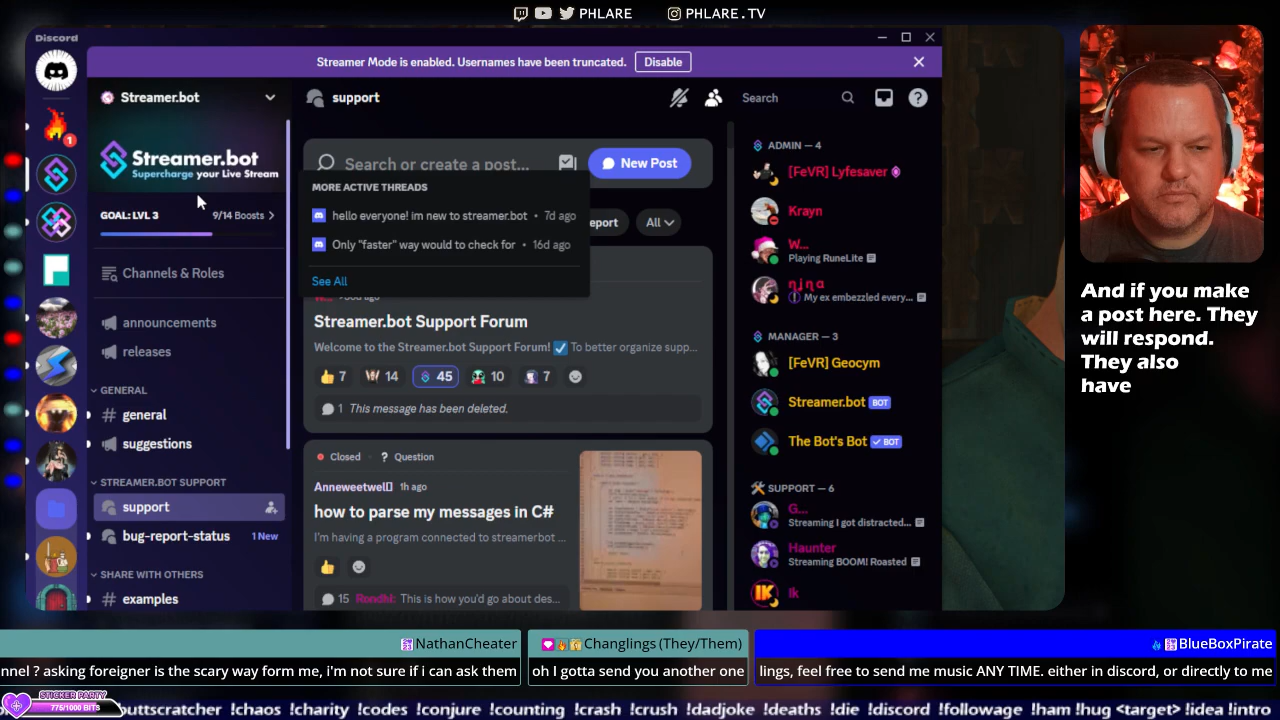 PHLARE
PHLARE.TV
Discord
Streamer Mode is enabled. Usernames have been truncated.
Disable
Streamer.bot
Streamer.bot
Supercharge your Live Stream
GOAL: LVL 3
9/14 Boosts
Channels & Roles
announcements
releases
GENERAL
general
suggestions
STREAMER.BOT SUPPORT
support
bug-report-status
1 New
SHARE WITH OTHERS
examples
1
support
Search
Search or create a post...
New Post
MORE ACTIVE THREADS
hello everyone! im new to streamer.bot • 7d ago
Only "faster" way would to check for • 16d ago
See All
eport
All
Streamer.bot Support Forum
Welcome to the Streamer.bot Support Forum! To better organize supp...
7
14
45
10
7
1 This message has been deleted.
Closed
? Question
Anneweetwell 1h ago
how to parse my messages in C#
I'm having a program connected to streamerbot ...
15 Rondhi: This is how you'd go about des...
ADMIN — 4
[FeVR] Lyfesaver
Krayn
W...
Playing RuneLite
ηįηα
My ex embezzled every...
MANAGER — 3
[FeVR] Geocym
Streamer.bot BOT
The Bot's Bot BOT
SUPPORT — 6
G...
Streaming I got distracted...
Haunter
Streaming BOOM! Roasted
lk
And if you make
a post here. They
will respond.
They also
have
NathanCheater
nnel ? asking foreigner is the scary way form me, i'm not sure if i can ask them
Changlings (They/Them)
oh I gotta send you another one
BlueBoxPirate
lings, feel free to send me music ANY TIME. either in discord, or directly to me
STICKER PARTY
775/1000 BITS
outtscratcher !chaos !charity !codes !conjure !counting !crash !crush !dadjoke !deaths !die !discord !followage !ham !hug <target> !idea !intro